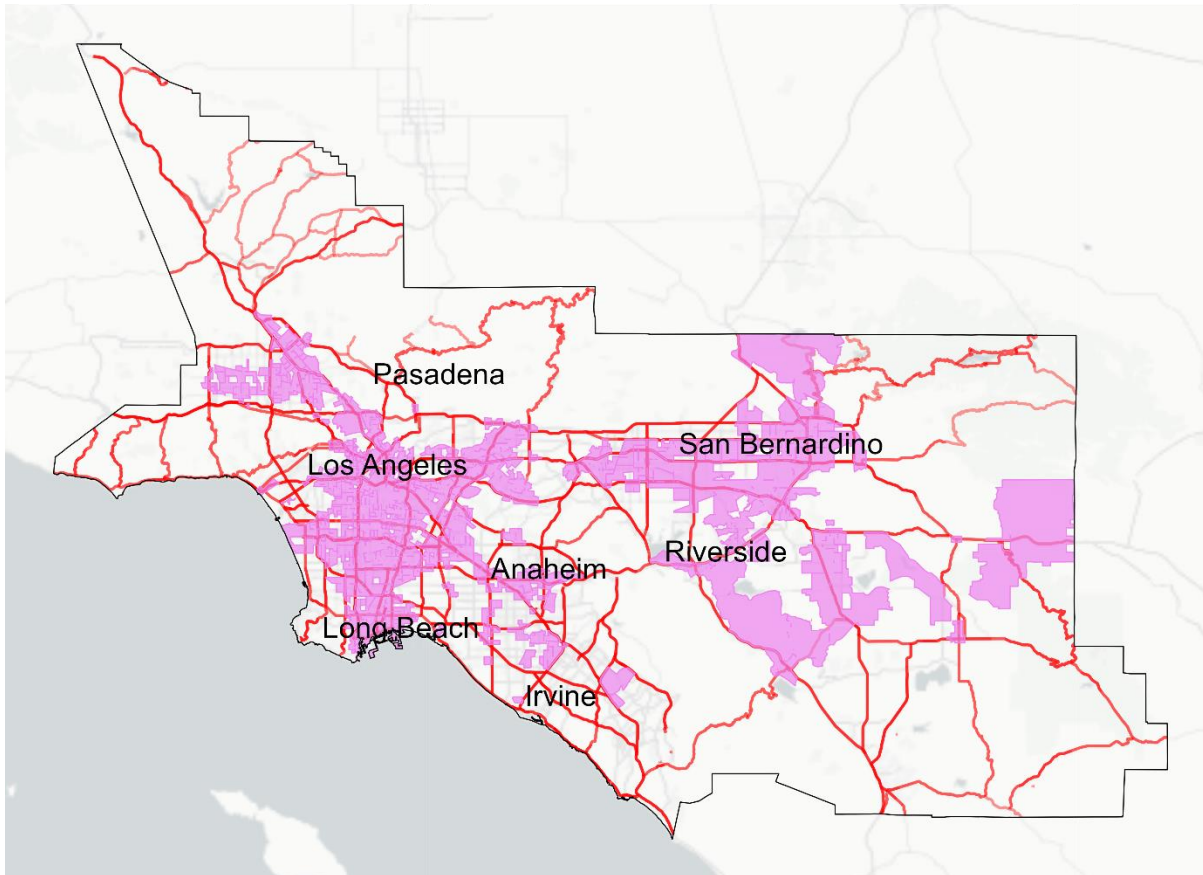 Pasadena
San Bernardino
Los Angeles
Riverside
Anaheim
Long Beach
Irvine